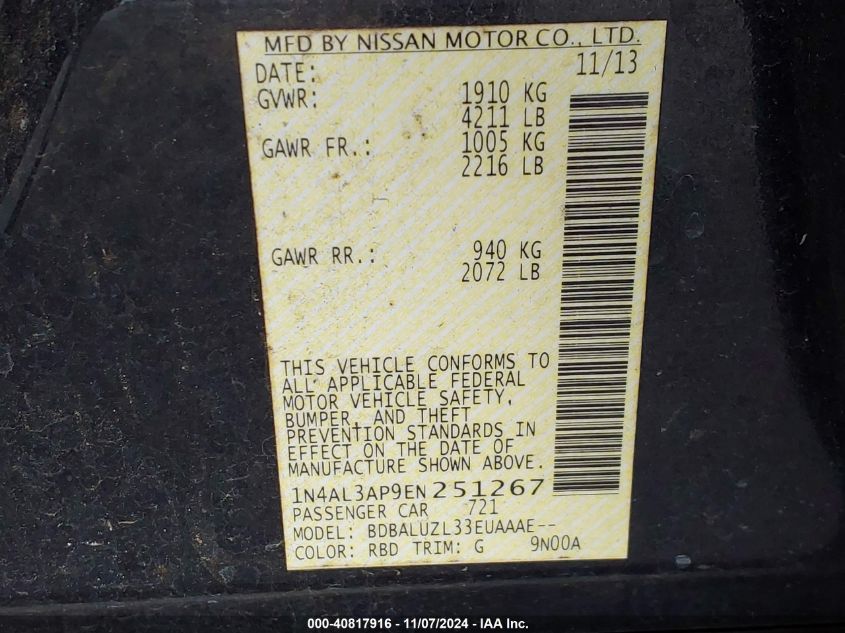 MFD BY NISSAN MOTOR CO., LTD.
DATE: 11/13
GVWR: 1910 KG
4211 LB
GAWR FR.: 1005 KG
2216 LB
GAWR RR.: 940 KG
2072 LB
THIS VEHICLE CONFORMS TO
ALL APPLICABLE FEDERAL
MOTOR VEHICLE SAFETY,
BUMPER, AND THEFT
PREVENTION STANDARDS IN
EFFECT ON THE DATE OF
MANUFACTURE SHOWN ABOVE.
1N4AL3AP9EN251267
PASSENGER CAR 721
MODEL: BDBALUZL33EUAAAE--
COLOR: RBD TRIM: G 9N00A
000-40817916 - 11/07/2024 - IAA Inc.